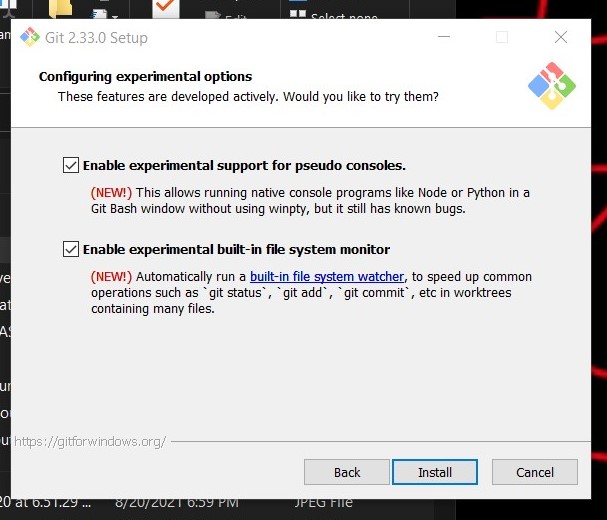 Edit
Select none
Git 2.33.0 Setup
Configuring experimental options
These features are developed actively. Would you like to try them?
Enable experimental support for pseudo consoles.
(NEW!) This allows running native console programs like Node or Python in a
Git Bash window without using winpty, but it still has known bugs.
Enable experimental built-in file system monitor
(NEW!) Automatically run a built-in file system watcher, to speed up common
operations such as `git status`, `git add`, `git commit`, etc in worktrees
containing many files.
https://gitforwindows.org/
Back
Install
Cancel
20 at 6.51.29 ...
8/20/2021 6:59 PM
JPEG File